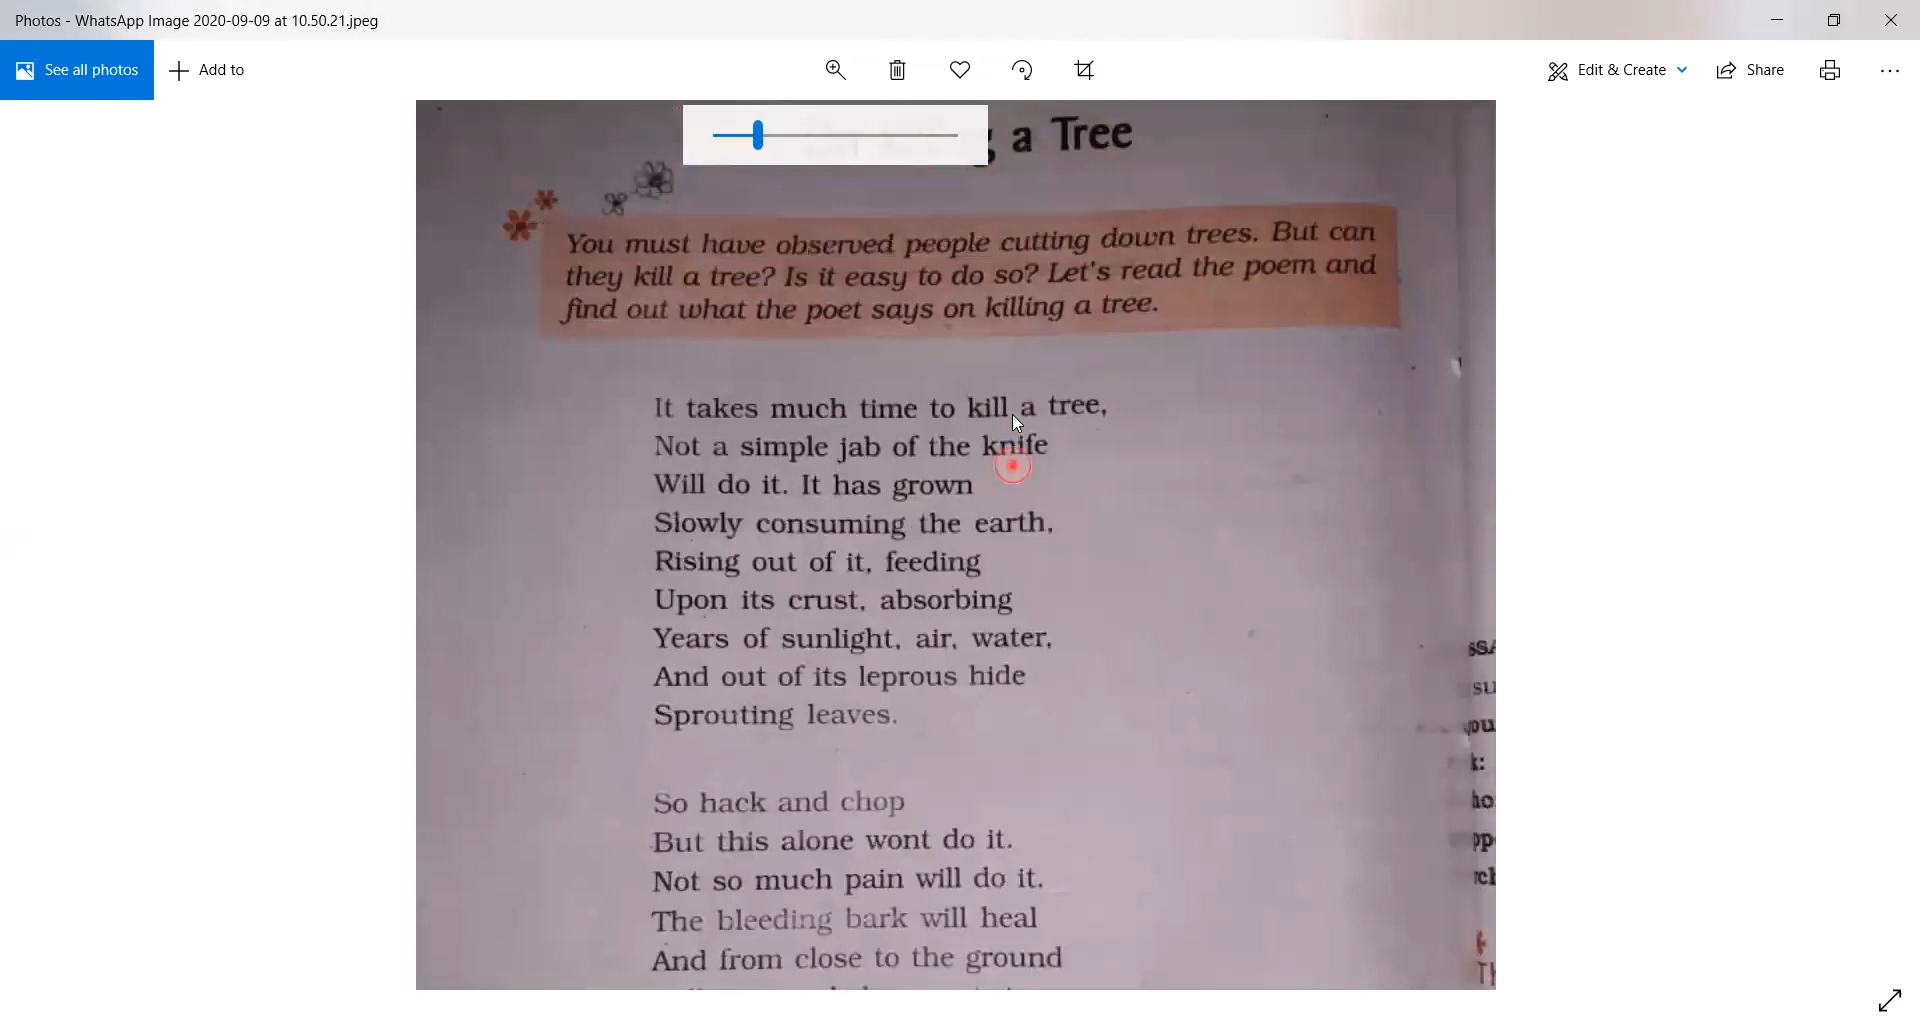 Photos - WhatsApp Image 2020-09-09 at 10.50.21.jpeg
See all photos
Add to
Edit & Create
Share
a Tree
You must have observed people cutting down trees. But can
they kill a tree? Is it easy to do so? Let's read the poem and
find out what the poet says on killing a tree.
It takes much time to kill a tree,
Not a simple jab of the knife
Will do it. It has grown
Slowly consuming the earth,
Rising out of it, feeding
Upon its crust, absorbing
Years of sunlight, air, water,
And out of its leprous hide
Sprouting leaves.
So hack and chop
But this alone wont do it.
Not so much pain will do it.
The bleeding bark will heal
And from close to the ground